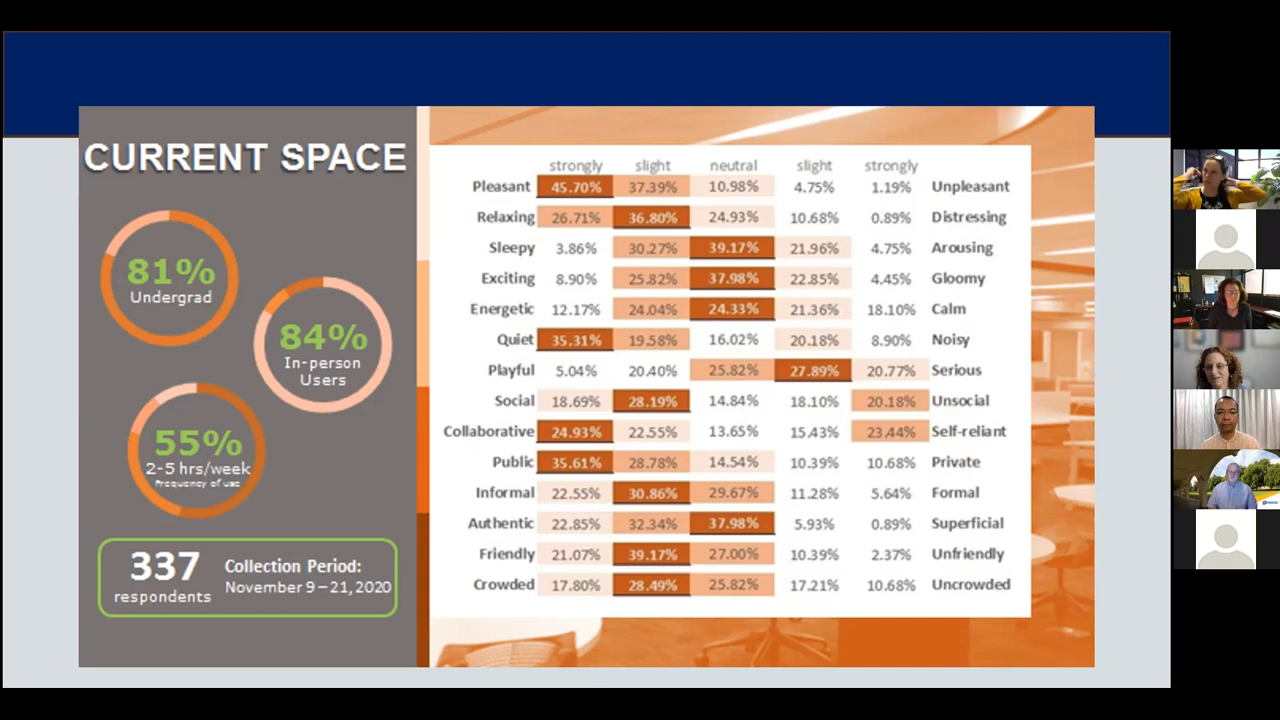 CURRENT SPACE
81%
Undergrad
84%
In-person
Users
55%
2-5 hrs/week
Frequency of use
337
respondents
Collection Period:
November 9 – 21, 2020
strongly slight neutral slight strongly
Pleasant 45.70% 37.39% 10.98% 4.75% 1.19% Unpleasant
Relaxing 26.71% 36.80% 24.93% 10.68% 0.89% Distressing
Sleepy 3.86% 30.27% 39.17% 21.96% 4.75% Arousing
Exciting 8.90% 25.82% 37.98% 22.85% 4.45% Gloomy
Energetic 12.17% 24.04% 24.33% 21.36% 18.10% Calm
Quiet 35.31% 19.58% 16.02% 20.18% 8.90% Noisy
Playful 5.04% 20.40% 25.82% 27.89% 20.77% Serious
Social 18.69% 28.19% 14.84% 18.10% 20.18% Unsocial
Collaborative 24.93% 22.55% 13.65% 15.43% 23.44% Self-reliant
Public 35.61% 28.78% 14.54% 10.39% 10.68% Private
Informal 22.55% 30.86% 29.67% 11.28% 5.64% Formal
Authentic 22.85% 32.34% 37.98% 5.93% 0.89% Superficial
Friendly 21.07% 39.17% 27.00% 10.39% 2.37% Unfriendly
Crowded 17.80% 28.49% 25.82% 17.21% 10.68% Uncrowded